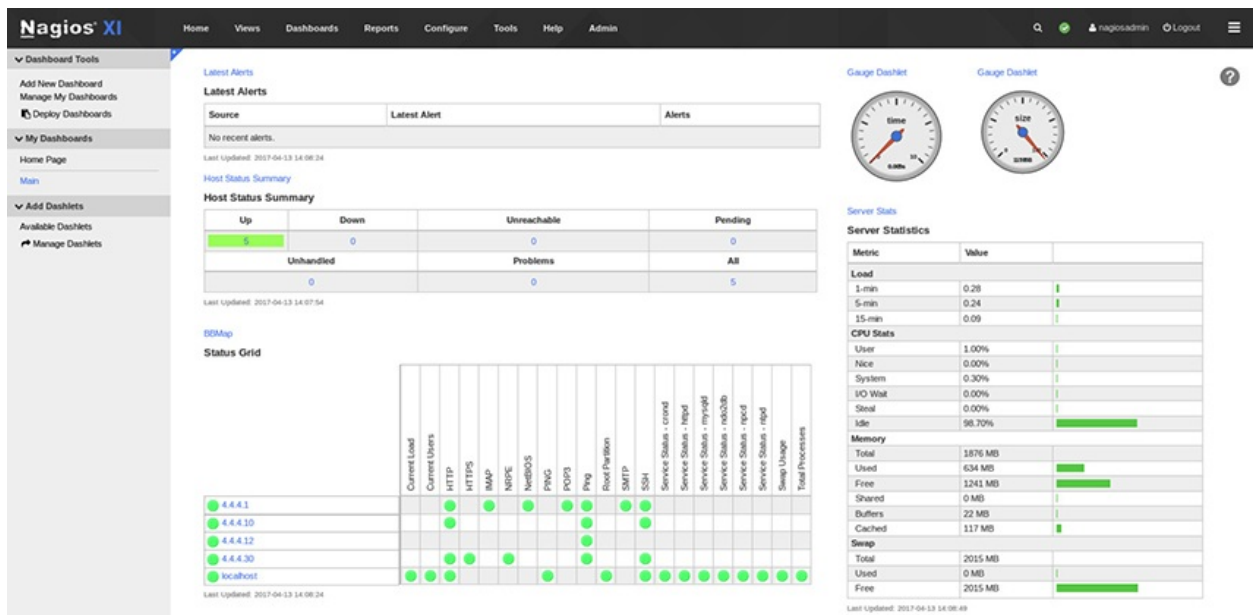 Nagios® XI
Home Views Dashboards Reports Configure Tools Help Admin
nagiosadmin Logout
Dashboard Tools
Add New Dashboard
Manage My Dashboards
Deploy Dashboards
My Dashboards
Home Page
Main
Add Dashlets
Available Dashlets
Manage Dashlets
Latest Alerts
Latest Alerts
Source Latest Alert Alerts
No recent alerts.
Last Updated: 2017-04-13 14:08:24
Host Status Summary
Host Status Summary
Up Down Unreachable Pending
5 0 0 0
Unhandled Problems All
0 0 5
Last Updated: 2017-04-13 14:07:54
BBMap
Status Grid
Current Load
Current Users
HTTP
HTTPS
IMAP
NRPE
NetBIOS
PING
POP3
Ping
Root Partition
SMTP
SSH
Service Status - crond
Service Status - httpd
Service Status - mysqld
Service Status - ndo2db
Service Status - npcd
Service Status - ntpd
Swap Usage
Total Processes
4.4.4.1
4.4.4.10
4.4.4.12
4.4.4.30
localhost
Last Updated: 2017-04-13 14:08:24
Gauge Dashlet Gauge Dashlet
time size
0 10
?
Server Stats
Server Statistics
Metric Value
Load
1-min 0.28
5-min 0.24
15-min 0.09
CPU Stats
User 1.00%
Nice 0.00%
System 0.30%
I/O Wait 0.00%
Steal 0.00%
Idle 98.70%
Memory
Total 1876 MB
Used 634 MB
Free 1241 MB
Shared 0 MB
Buffers 22 MB
Cached 117 MB
Swap
Total 2015 MB
Used 0 MB
Free 2015 MB
Last Updated: 2017-04-13 14:08:49